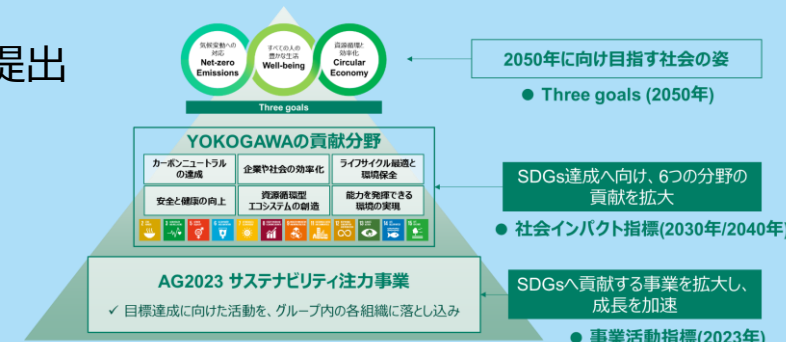 提出
気候変動への
対応
Net-zero
Emissions
すべての人の
豊かな生活
Well-being
資源循環と
効率化
Circular
Economy
Three goals
2050年に向け目指す社会の姿
● Three goals (2050年)
YOKOGAWAの貢献分野
カーボンニュートラル
の達成
企業や社会の効率化
ライフサイクル最適と
環境保全
安全と健康の向上
資源循環型
エコシステムの創造
能力を発揮できる
環境の実現
SDGs達成へ向け、6つの分野の
貢献を拡大
● 社会インパクト指標(2030年/2040年)
AG2023 サステナビリティ注力事業
✓ 目標達成に向けた活動を、グループ内の各組織に落とし込み
SDGsへ貢献する事業を拡大し、
成長を加速
● 事業活動指標(2023年)